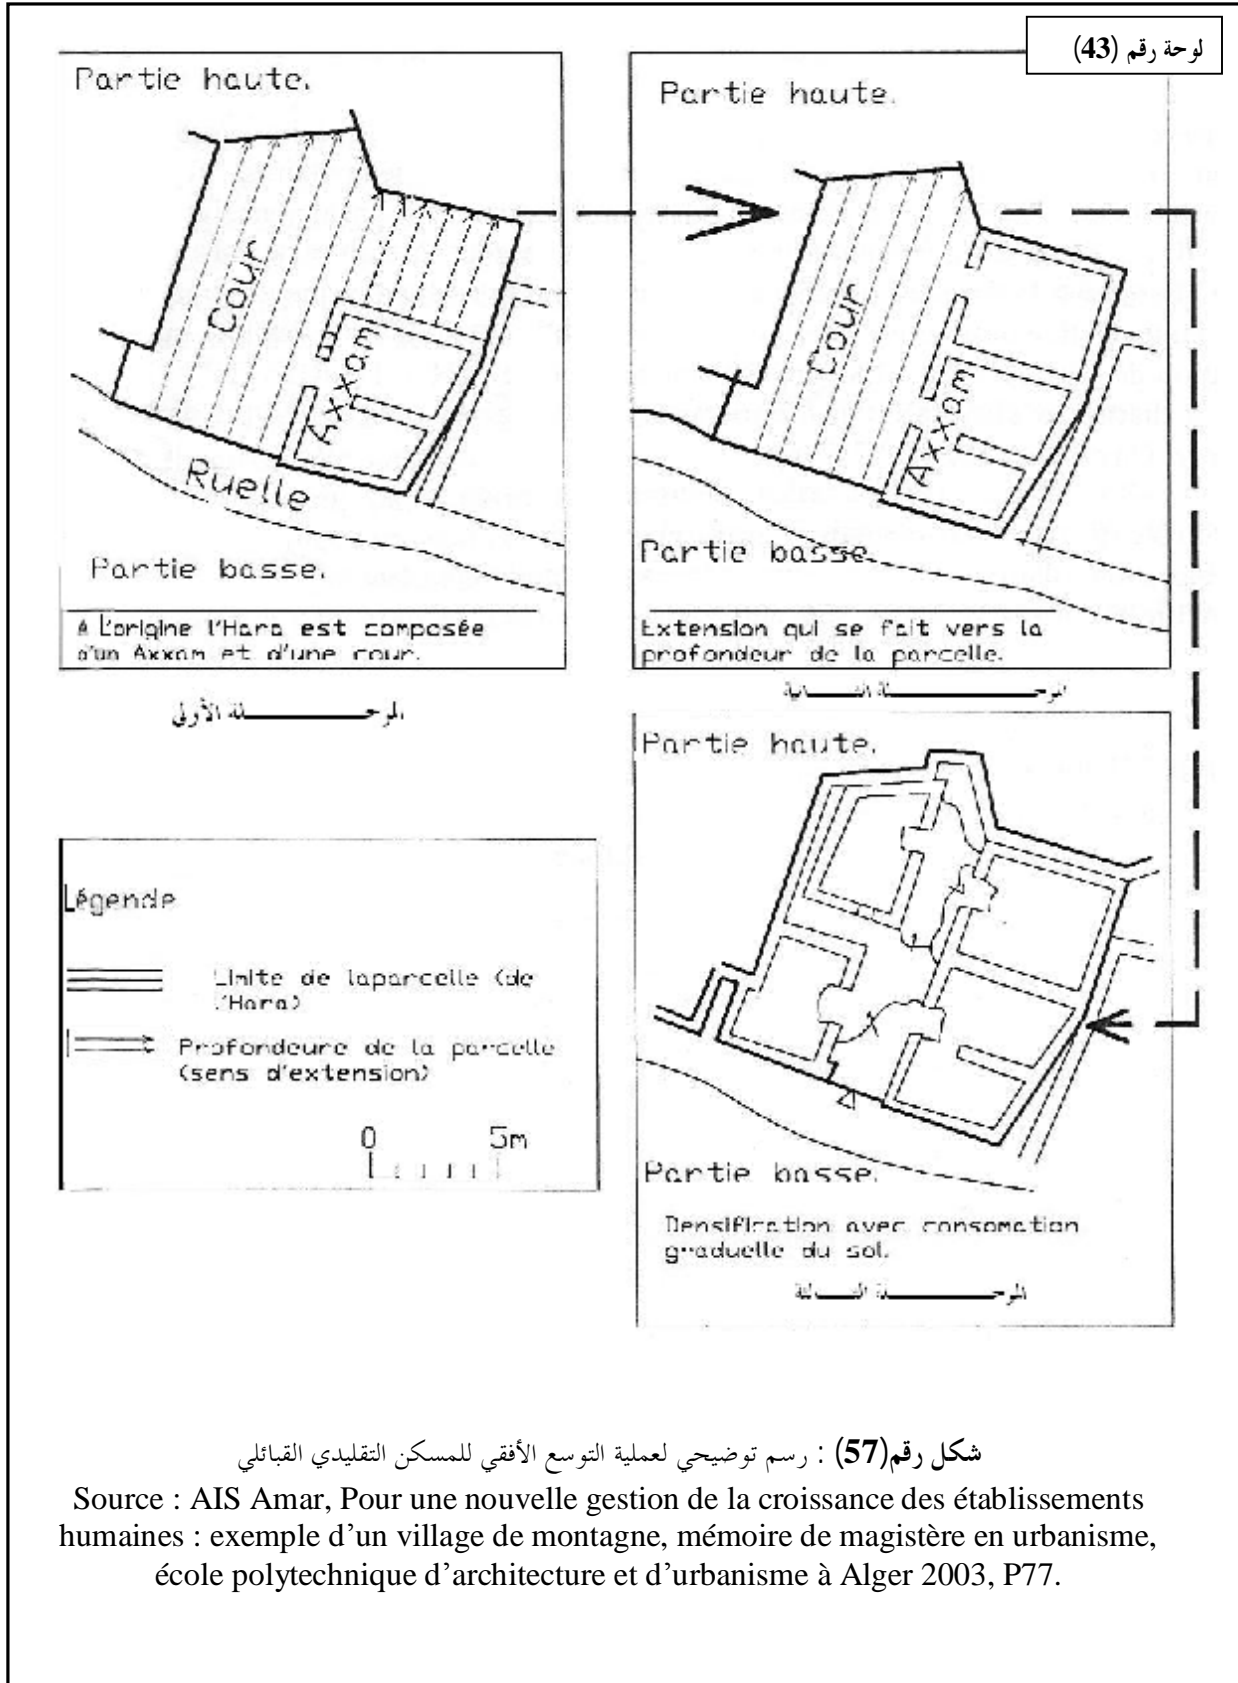 لوحة رقم (43)
Partie haute.
Cour
Axxam
Ruelle
Partie basse.
A L'origine l'Hara est composée
d'un Axxam et d'une cour.
المرحـــــلة الأولى
Partie haute.
Cour
Axxam
Partie basse.
Extension qui se fait vers la
profondeur de la parcelle.
المرحـــــلة الثـــانية
Partie haute.
Partie basse.
Densification avec consomation
graduelle du sol.
المرحـــــلة الثـــالثة
Légende
Limite de laparcelle (de
l'Hara)
Profondeure de la parcelle
(sens d'extension)
0 5m
شكل رقم(57) : رسم توضيحي لعملية التوسع الأفقي للمسكن التقليدي القبائلي
Source : AIS Amar, Pour une nouvelle gestion de la croissance des établissements
humaines : exemple d'un village de montagne, mémoire de magistère en urbanisme,
école polytechnique d'architecture et d'urbanisme à Alger 2003, P77.